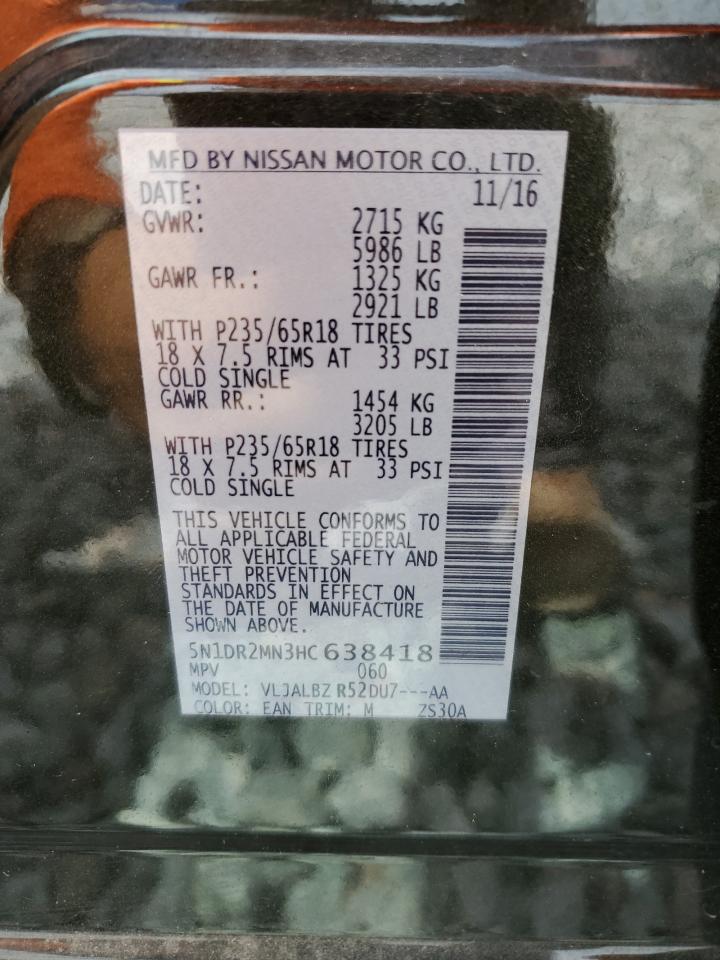 MFD BY NISSAN MOTOR CO., LTD.
DATE: 11/16
GVWR: 2715 KG
5986 LB
GAWR FR.: 1325 KG
2921 LB
WITH P235/65R18 TIRES
18 X 7.5 RIMS AT 33 PSI
COLD SINGLE
GAWR RR.: 1454 KG
3205 LB
WITH P235/65R18 TIRES
18 X 7.5 RIMS AT 33 PSI
COLD SINGLE
THIS VEHICLE CONFORMS TO
ALL APPLICABLE FEDERAL
MOTOR VEHICLE SAFETY AND
THEFT PREVENTION
STANDARDS IN EFFECT ON
THE DATE OF MANUFACTURE
SHOWN ABOVE.
5N1DR2MN3HC638418
MPV 060
MODEL: VLJALBZ R52DU7---AA
COLOR: EAN TRIM: M ZS30A